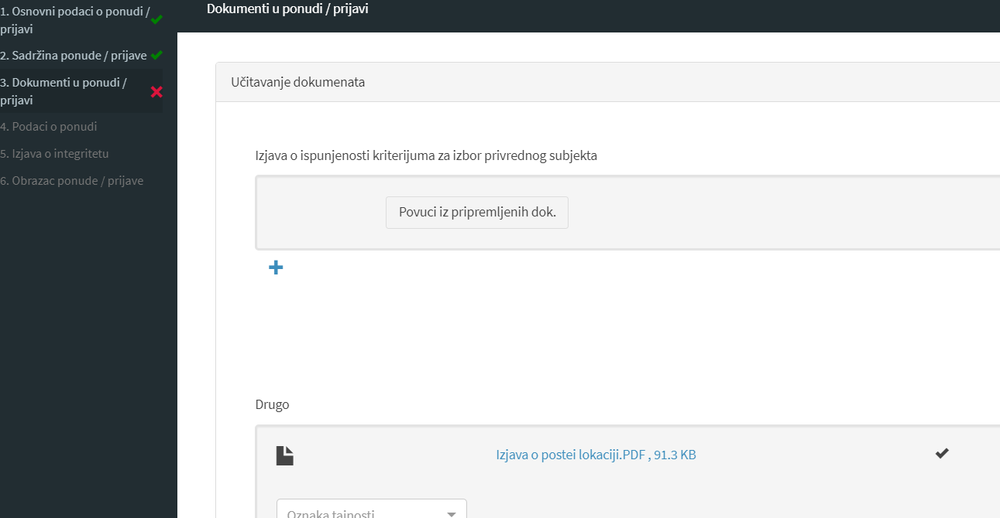 1. Osnovni podaci o ponudi /
prijavi
2. Sadržina ponude / prijave
3. Dokumenti u ponudi /
prijavi
4. Podaci o ponudi
5. Izjava o integritetu
6. Obrazac ponude / prijave
Dokumenti u ponudi / prijavi
Učitavanje dokumenata
Izjava o ispunjenosti kriterijuma za izbor privrednog subjekta
Povuci iz pripremljenih dok.
Drugo
Izjava o postei lokaciji.PDF , 91.3 KB
Oznaka tajnosti